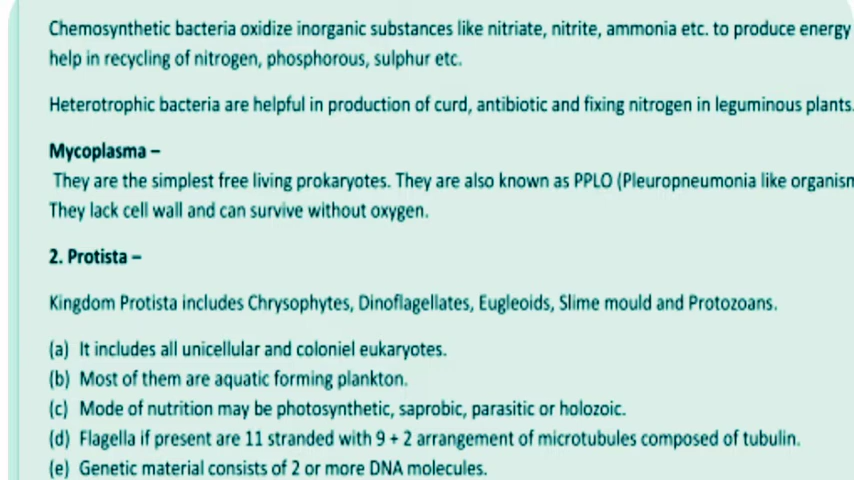 Chemosynthetic bacteria oxidize inorganic substances like nitriate, nitrite, ammonia etc. to produce energy
help in recycling of nitrogen, phosphorous, sulphur etc.
Heterotrophic bacteria are helpful in production of curd, antibiotic and fixing nitrogen in leguminous plants.
Mycoplasma –
They are the simplest free living prokaryotes. They are also known as PPLO (Pleuropneumonia like organism
They lack cell wall and can survive without oxygen.
2. Protista –
Kingdom Protista includes Chrysophytes, Dinoflagellates, Eugleoids, Slime mould and Protozoans.
(a) It includes all unicellular and coloniel eukaryotes.
(b) Most of them are aquatic forming plankton.
(c) Mode of nutrition may be photosynthetic, saprobic, parasitic or holozoic.
(d) Flagella if present are 11 stranded with 9 + 2 arrangement of microtubules composed of tubulin.
(e) Genetic material consists of 2 or more DNA molecules.